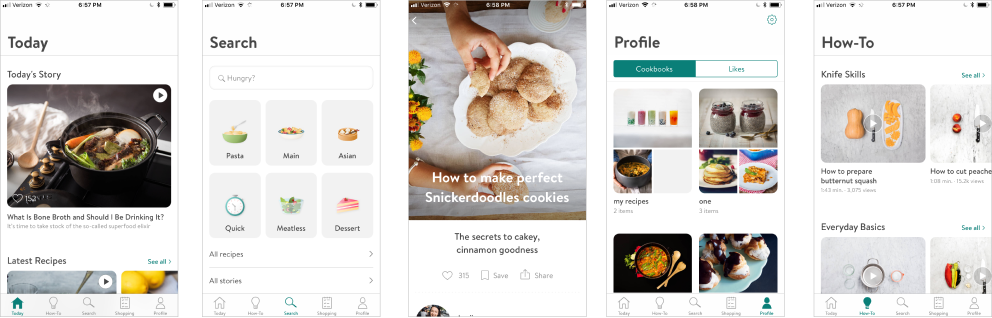 Verizon 6:57 PM
Today
Today's Story
152
What Is Bone Broth and Should I Be Drinking It?
It's time to take stock of the so-called superfood elixir
Latest Recipes See all >
Today How-To Search Shopping Profile
Verizon 6:57 PM
Search
Hungry?
Pasta Main Asian
Quick Meatless Dessert
All recipes >
All stories >
Today How-To Search Shopping Profile
Verizon 6:58 PM
How to make perfect
Snickerdoodles cookies
The secrets to cakey,
cinnamon goodness
315 Save Share
Verizon 6:58 PM
Profile
Cookbooks Likes
my recipes one
2 items 3 items
Today How-To Search Shopping Profile
Verizon 6:57 PM
How-To
Knife Skills See all >
How to prepare How to cut peache
butternut squash 1:08 min. · 15.2k views
1:43 min. · 3,075 views
Everyday Basics See all >
Today How-To Search Shopping Profile